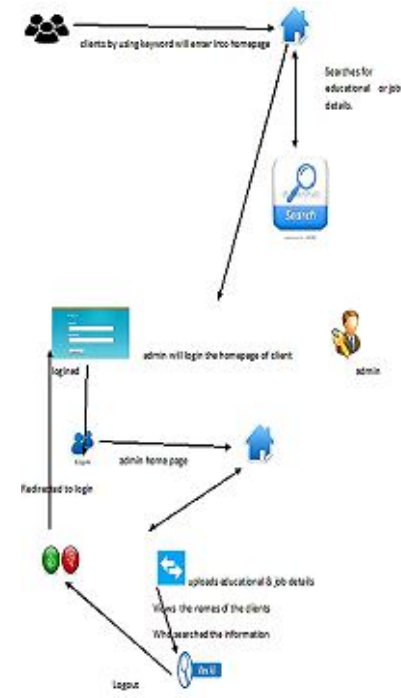 clients by using keyword will enter into homepage
Searches for
educational or job
details.
Search
admin will login the homepage of client
logined
admin
admin home page
Redirected to login
uploads educational & job details
Views the names of the clients
Who searched the information
Logout